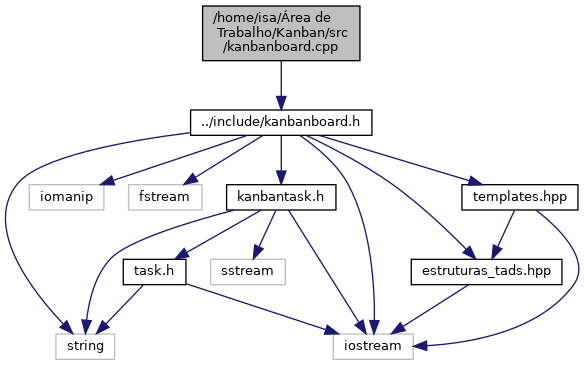 /home/isa/Área de
Trabalho/Kanban/src
/kanbanboard.cpp
../include/kanbanboard.h
iomanip
fstream
kanbantask.h
templates.hpp
task.h
sstream
estruturas_tads.hpp
string
iostream